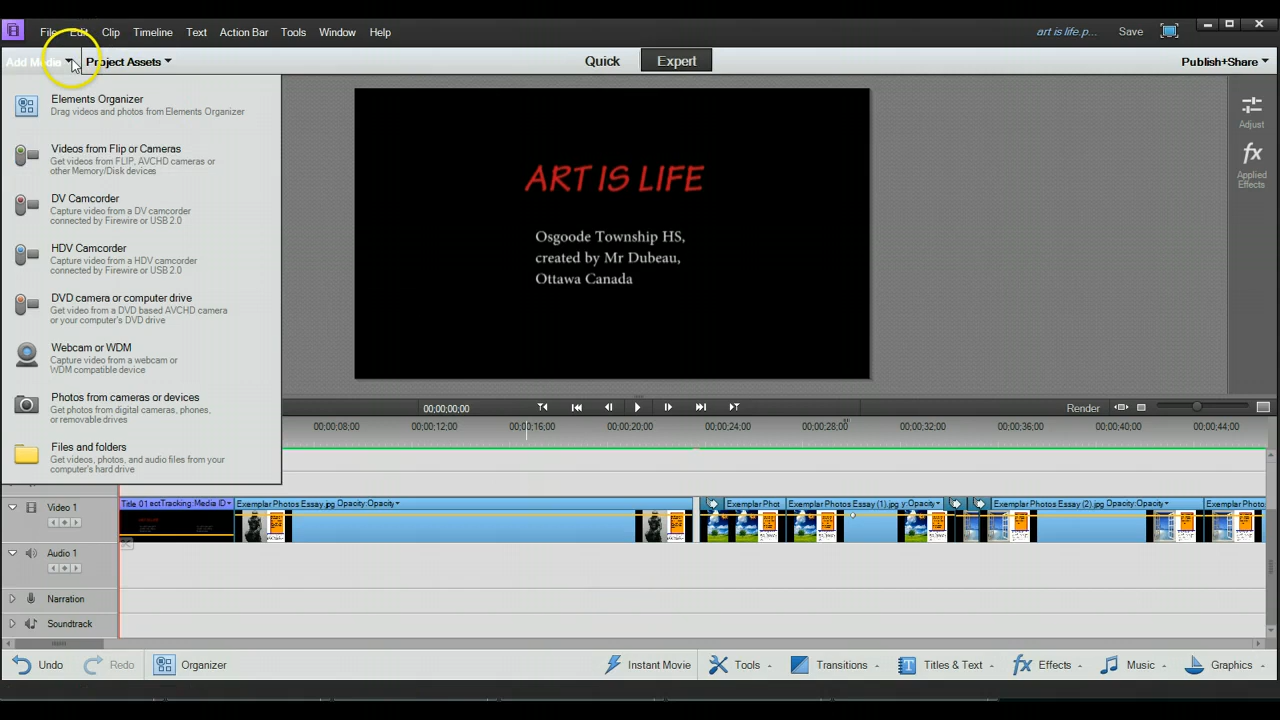 File Edit Clip Timeline Text Action Bar Tools Window Help art is life.p... Save
Add Media Project Assets Quick Expert Publish+Share
Elements Organizer
Drag videos and photos from Elements Organizer
Videos from Flip or Cameras
Get videos from FLIP, AVCHD cameras or
other Memory/Disk devices
DV Camcorder
Capture video from a DV camcorder
connected by Firewire or USB 2.0
HDV Camcorder
Capture video from a HDV camcorder
connected by Firewire or USB 2.0
DVD camera or computer drive
Get video from a DVD based AVCHD camera
or your computer's DVD drive
Webcam or WDM
Capture video from a webcam or
WDM compatible device
Photos from cameras or devices
Get photos from digital cameras, phones,
or removable drives
Files and folders
Get videos, photos, and audio files from your
computer's hard drive
ART IS LIFE
Osgoode Township HS,
created by Mr Dubeau,
Ottawa Canada
Adjust
fx
Applied
Effects
00;00;00;00 Render
00;00;08;00 00;00;12;00 00;00;16;00 00;00;20;00 00;00;24;00 00;00;28;00 00;00;32;00 00;00;36;00 00;00;40;00 00;00;44;00
Video 1 Title 01 ectTracking:Media ID Exemplar Photos Essay.jpg Opacity:Opacity Exemplar Phot Exemplar Photos Essay (1).jpg y:Opacity Exemplar Photos Essay (2).jpg Opacity:Opacity Exemplar Photo
Audio 1
Narration
Soundtrack
Undo Redo Organizer Instant Movie Tools Transitions Titles & Text fx Effects Music Graphics